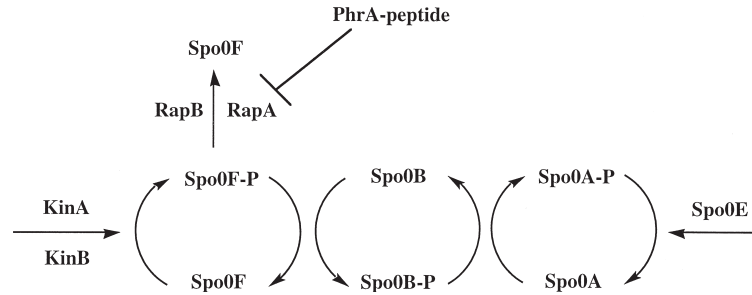 PhrA-peptide
Spo0F
RapB RapA
Spo0F-P Spo0B Spo0A-P
KinA Spo0E
KinB
Spo0F Spo0B-P Spo0A